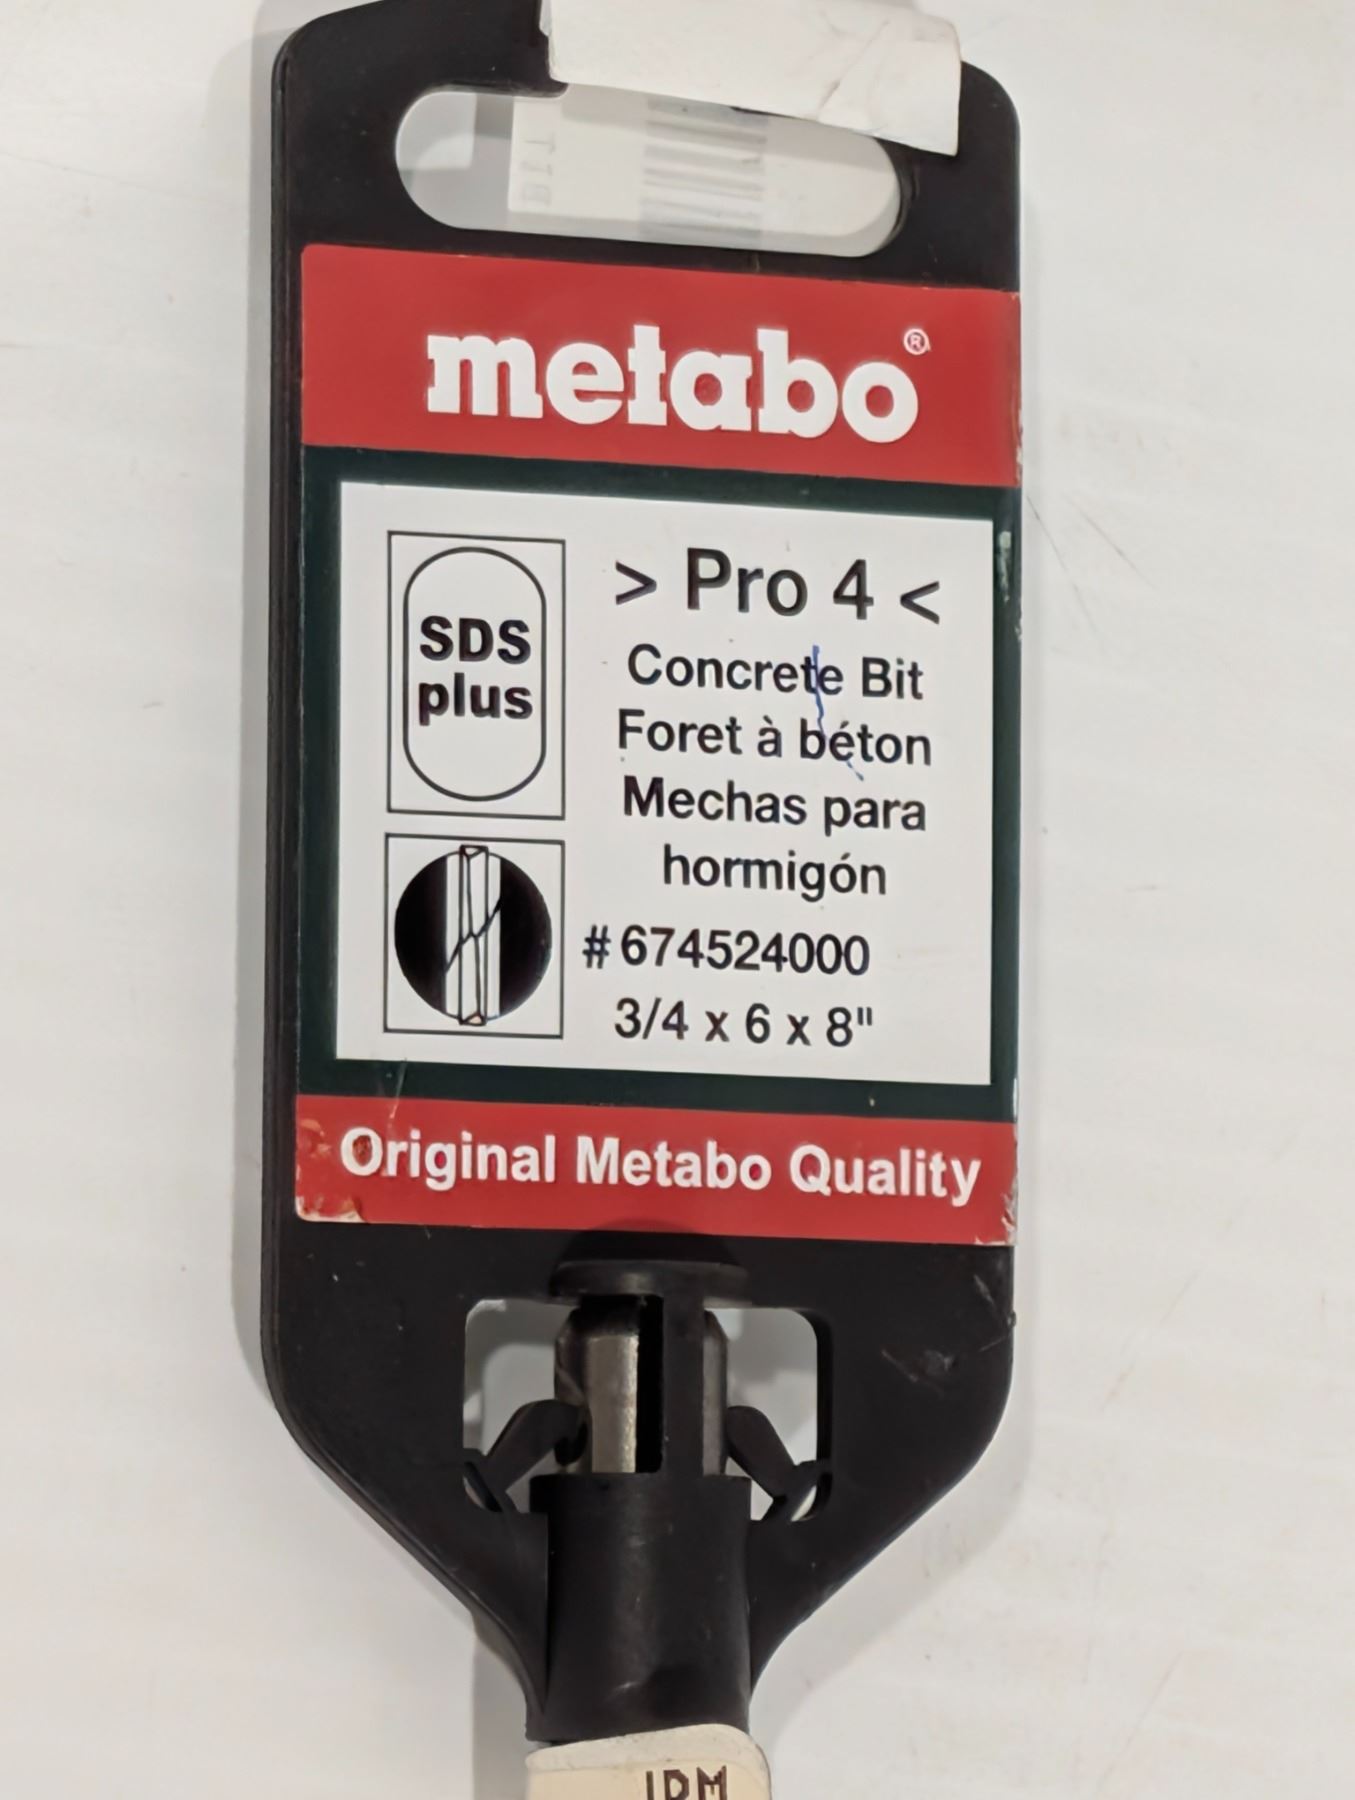 metabo®
SDS
plus
> Pro 4 <
Concrete Bit
Foret à béton
Mechas para
hormigón
#674524000
3/4 x 6 x 8"
Original Metabo Quality